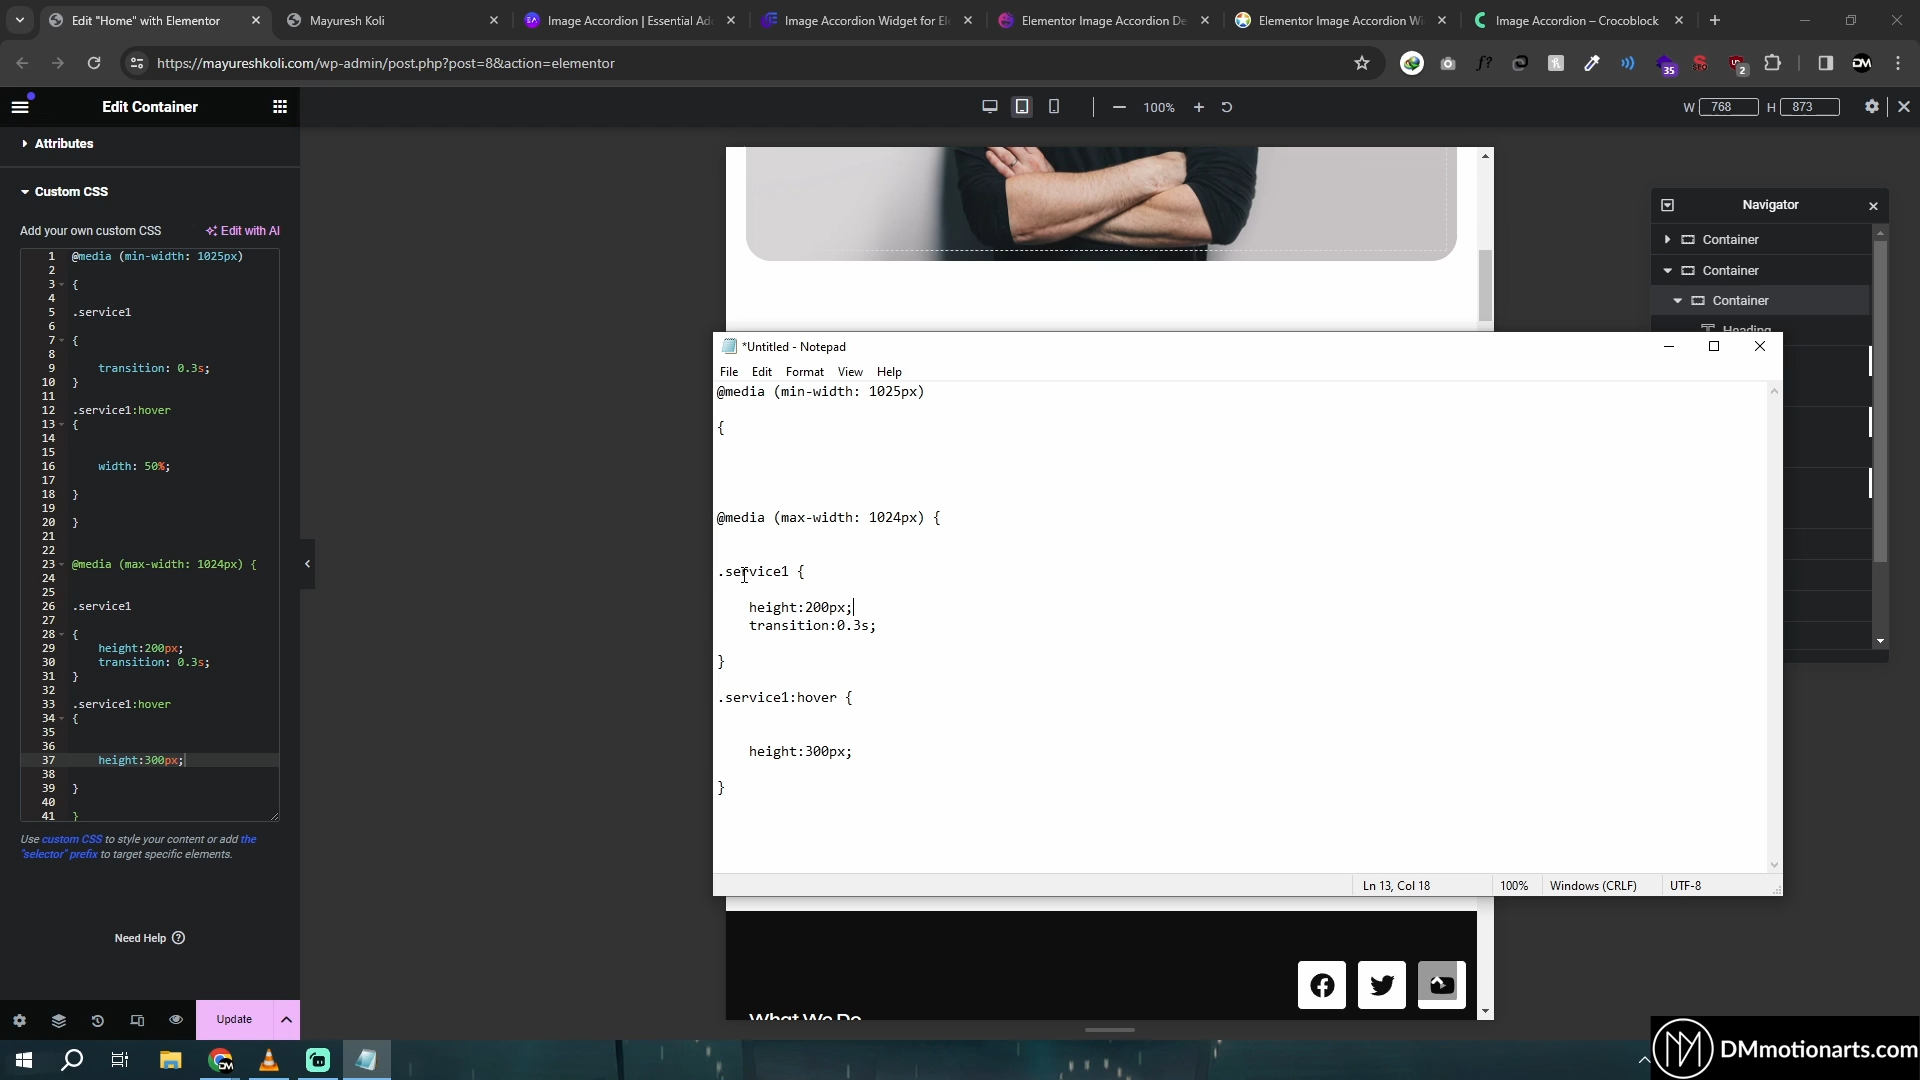 Edit "Home" with Elementor
Mayuresh Koli
Image Accordion | Essential Ad
Image Accordion Widget for El
Elementor Image Accordion De
Elementor Image Accordion Wi
Image Accordion – Crocoblock
https://mayureshkoli.com/wp-admin/post.php?post=8&action=elementor
35
2
DM
Edit Container
100%
W 768 H 873
Attributes
Custom CSS
Add your own custom CSS
Edit with AI
1 @media (min-width: 1025px)
2
3 {
4
5 .service1
6
7 {
8
9 transition: 0.3s;
10 }
11
12 .service1:hover
13 {
14
15
16 width: 50%;
17
18 }
19
20 }
21
22
23 @media (max-width: 1024px) {
24
25
26 .service1
27
28 {
29 height:200px;
30 transition: 0.3s;
31 }
32
33 .service1:hover
34 {
35
36
37 height:300px;
38
39 }
40
41 }
Use custom CSS to style your content or add the
"selector" prefix to target specific elements.
Need Help
Update
Navigator
Container
Container
Container
Heading
*Untitled - Notepad
File Edit Format View Help
@media (min-width: 1025px)
{
@media (max-width: 1024px) {
.service1 {
height:200px;
transition:0.3s;
}
.service1:hover {
height:300px;
}
Ln 13, Col 18
100%
Windows (CRLF)
UTF-8
What We Do
DMmotionarts.com